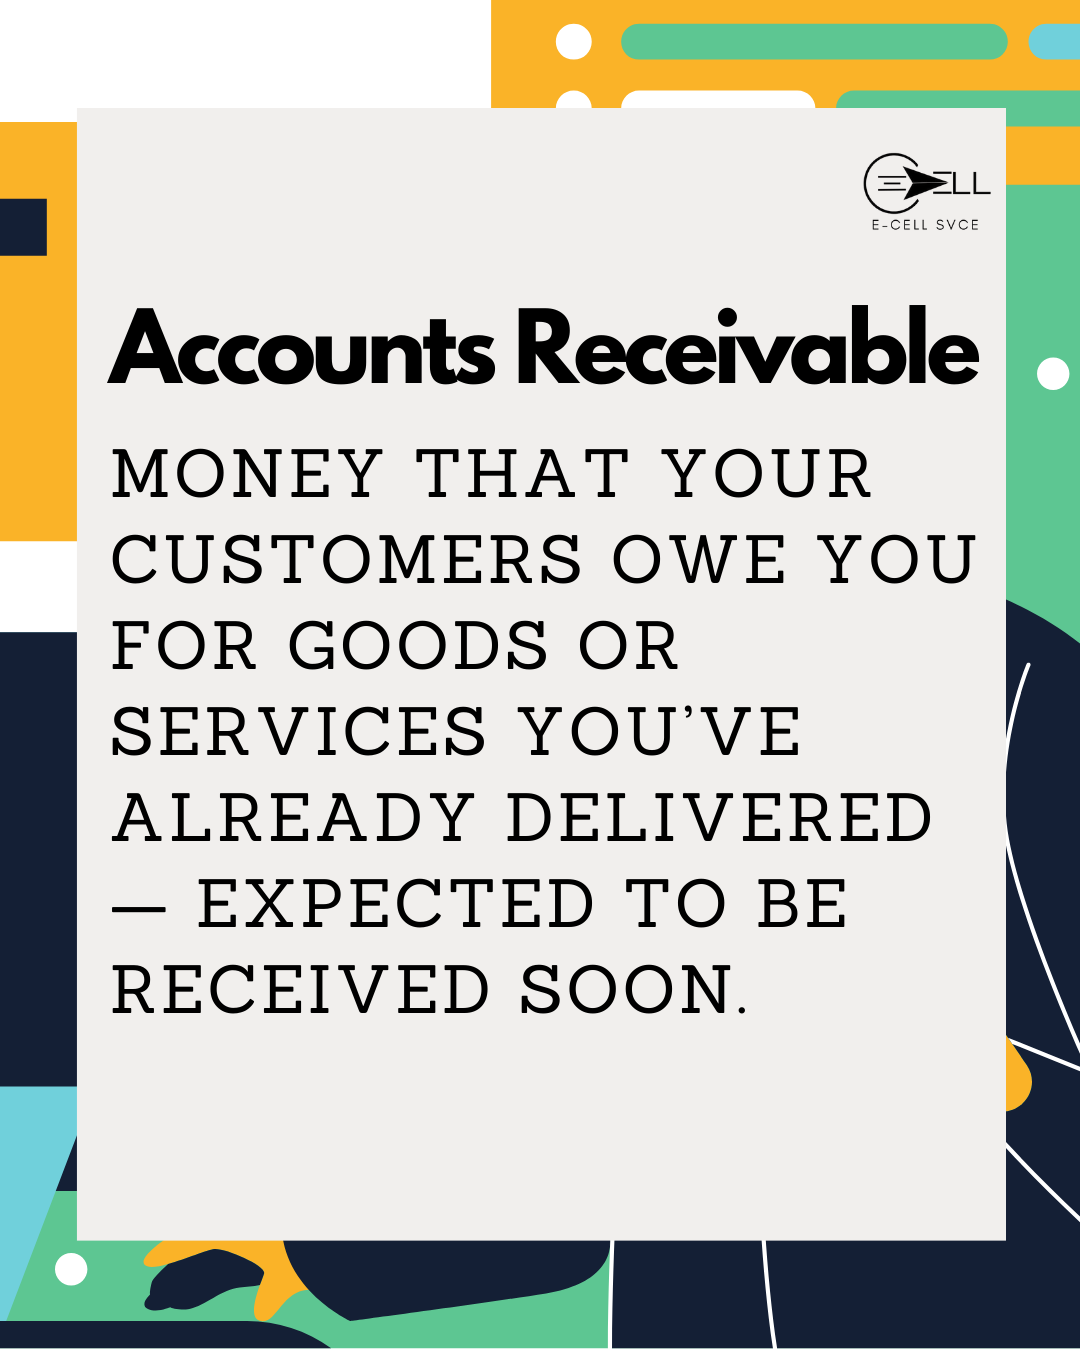 ELL
E-CELL SVCE
Accounts Receivable
MONEY THAT YOUR
CUSTOMERS OWE YOU
FOR GOODS OR
SERVICES YOU’VE
ALREADY DELIVERED
— EXPECTED TO BE
RECEIVED SOON.